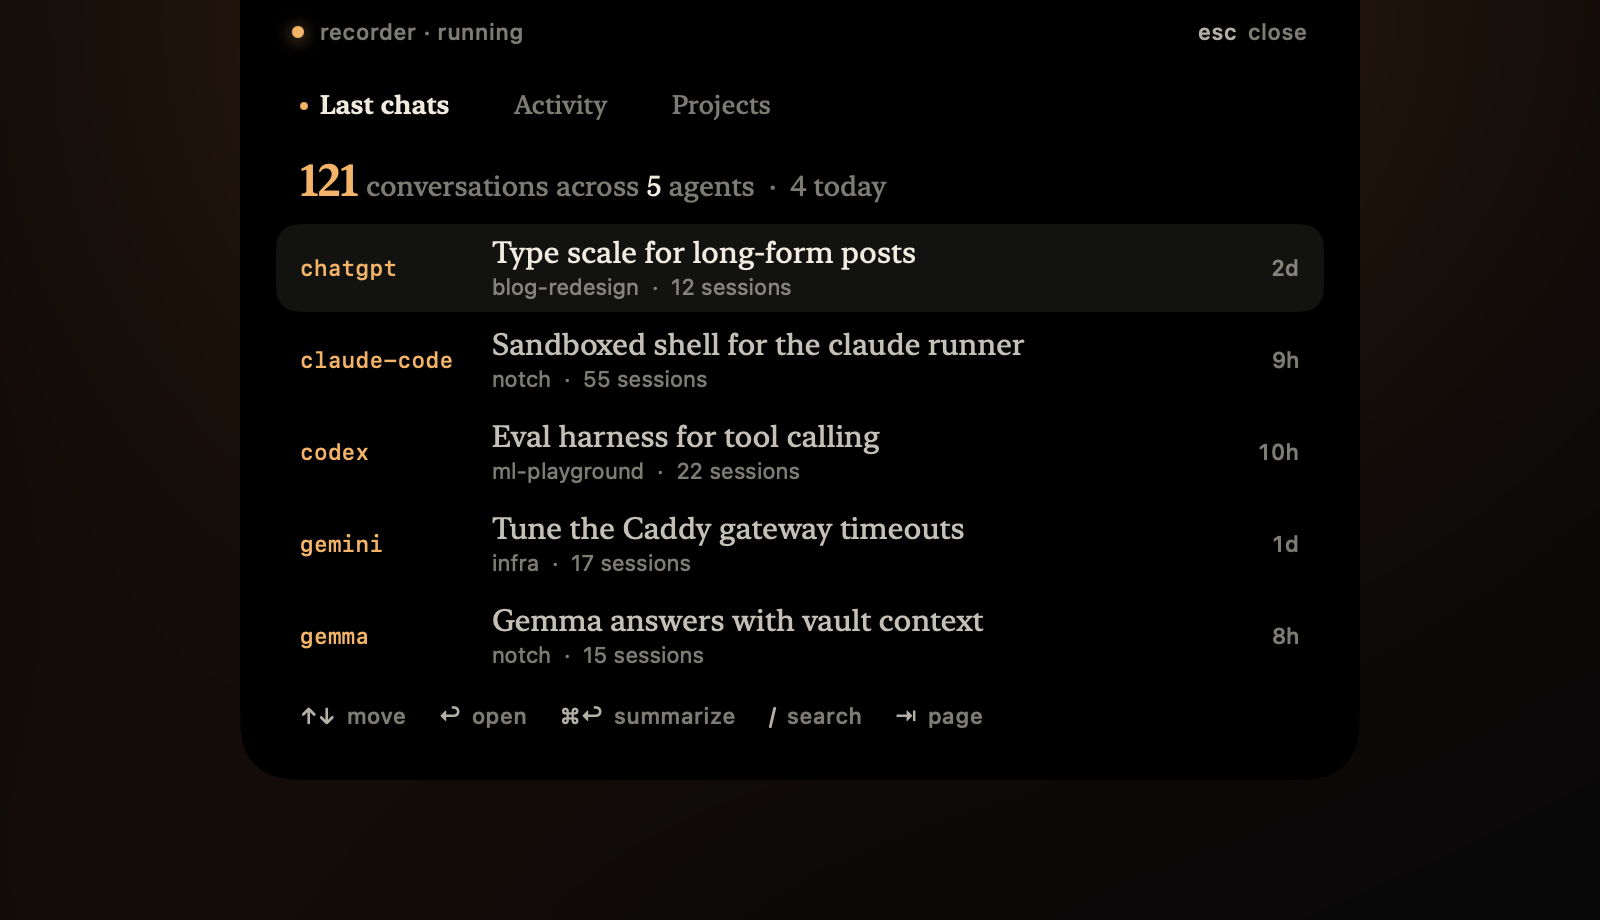 recorder · running
esc close
Last chats Activity Projects
121 conversations across 5 agents · 4 today
chatgpt Type scale for long-form posts 2d
blog-redesign · 12 sessions
claude-code Sandboxed shell for the claude runner 9h
notch · 55 sessions
codex Eval harness for tool calling 10h
ml-playground · 22 sessions
gemini Tune the Caddy gateway timeouts 1d
infra · 17 sessions
gemma Gemma answers with vault context 8h
notch · 15 sessions
↑↓ move ↩ open ⌘↩ summarize / search ⇥ page